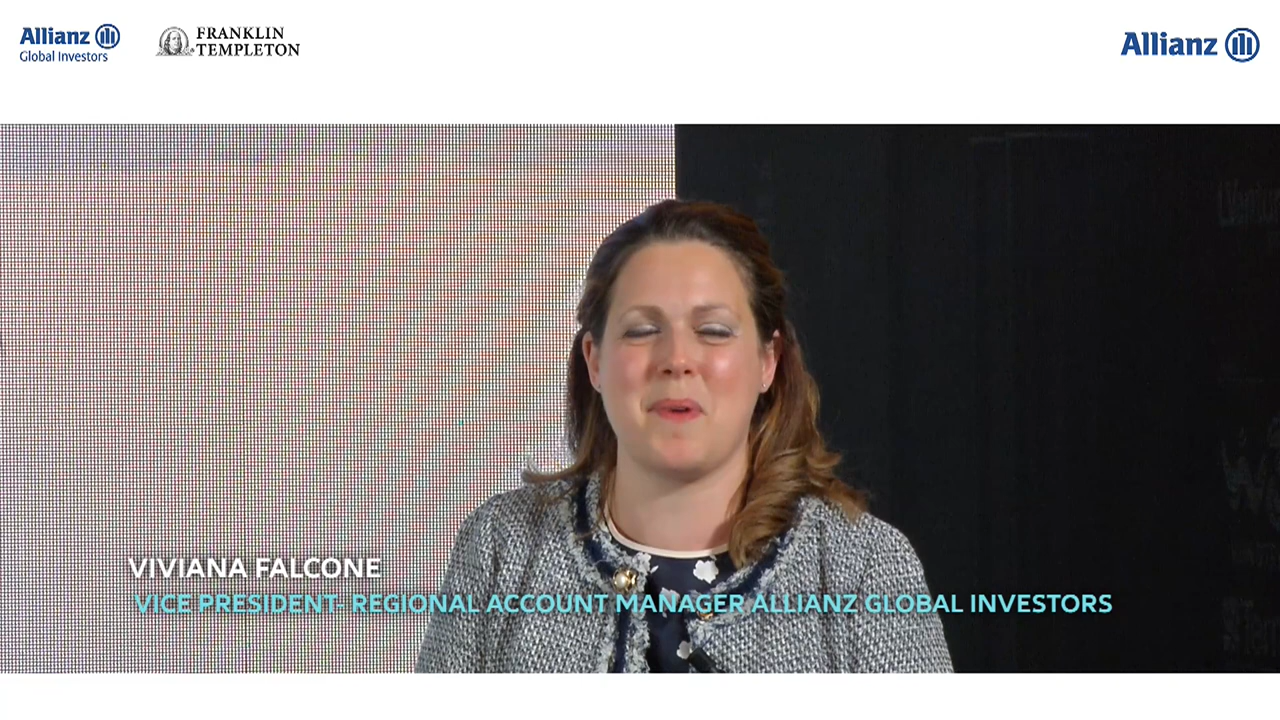 Allianz
Global Investors
FRANKLIN
TEMPLETON
Allianz
VIVIANA FALCONE
VICE PRESIDENT- REGIONAL ACCOUNT MANAGER ALLIANZ GLOBAL INVESTORS